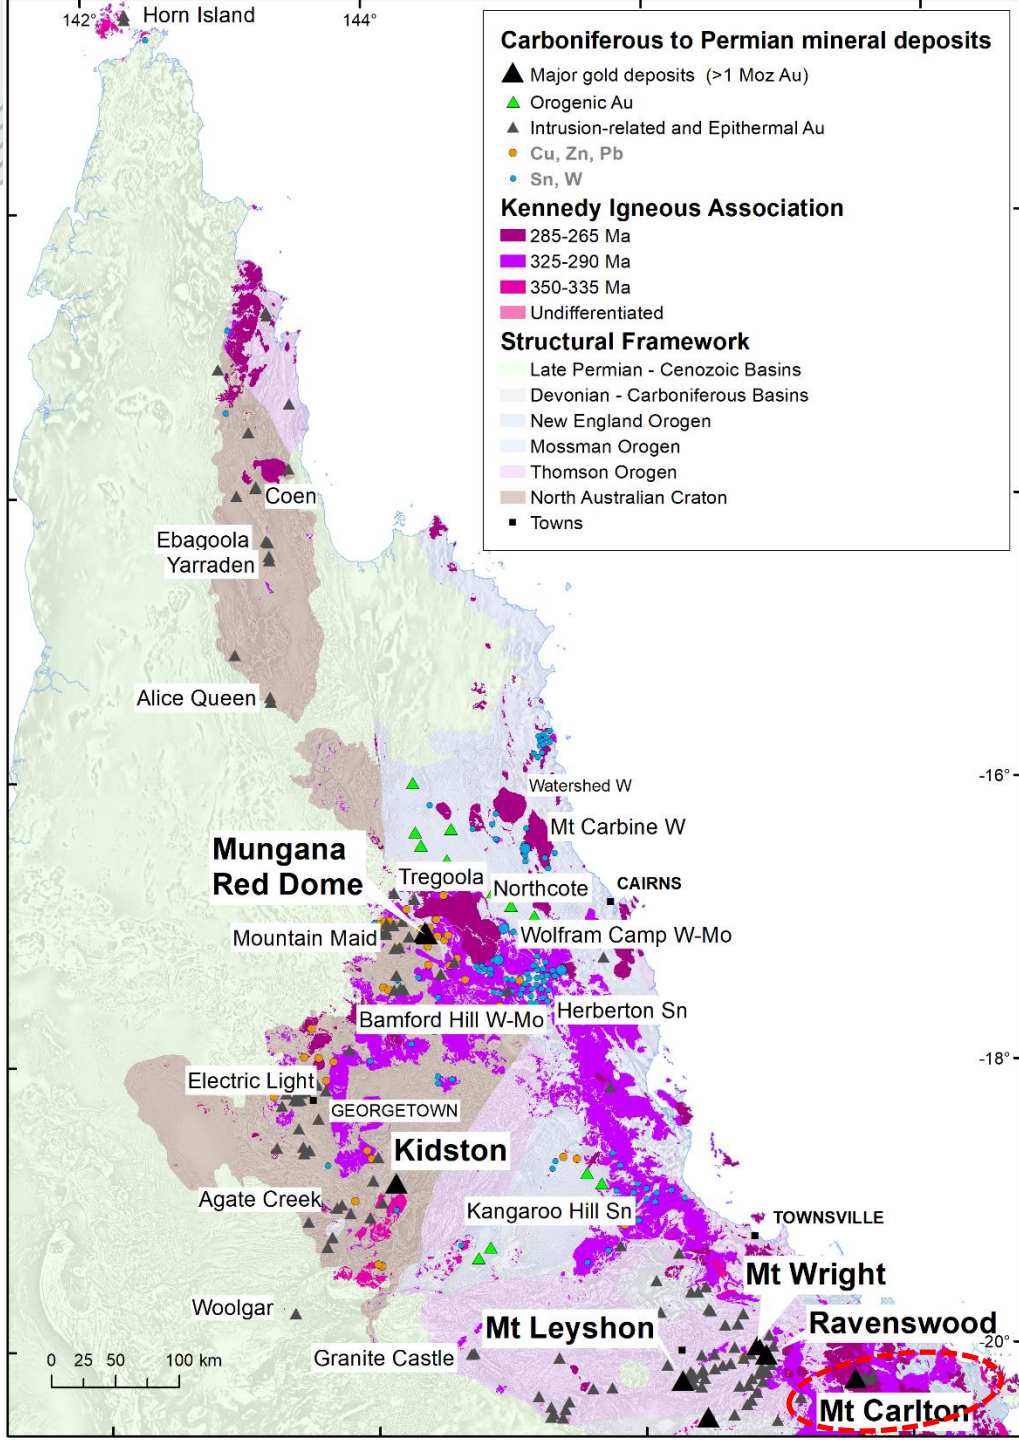 142°
144°
Horn Island
Carboniferous to Permian mineral deposits
Major gold deposits (>1 Moz Au)
Orogenic Au
Intrusion-related and Epithermal Au
Cu, Zn, Pb
Sn, W
Kennedy Igneous Association
285-265 Ma
325-290 Ma
350-335 Ma
Undifferentiated
Structural Framework
Late Permian - Cenozoic Basins
Devonian - Carboniferous Basins
New England Orogen
Mossman Orogen
Thomson Orogen
North Australian Craton
Towns
Coen
Ebagoola
Yarraden
Alice Queen
-16°
Watershed W
Mt Carbine W
Mungana
Red Dome
Tregoola
Northcote
CAIRNS
Mountain Maid
Wolfram Camp W-Mo
Bamford Hill W-Mo
Herberton Sn
-18°
Electric Light
GEORGETOWN
Kidston
Agate Creek
Kangaroo Hill Sn
TOWNSVILLE
Mt Wright
Woolgar
Mt Leyshon
Ravenswood
-20°
Granite Castle
0 25 50 100 km
Mt Carlton